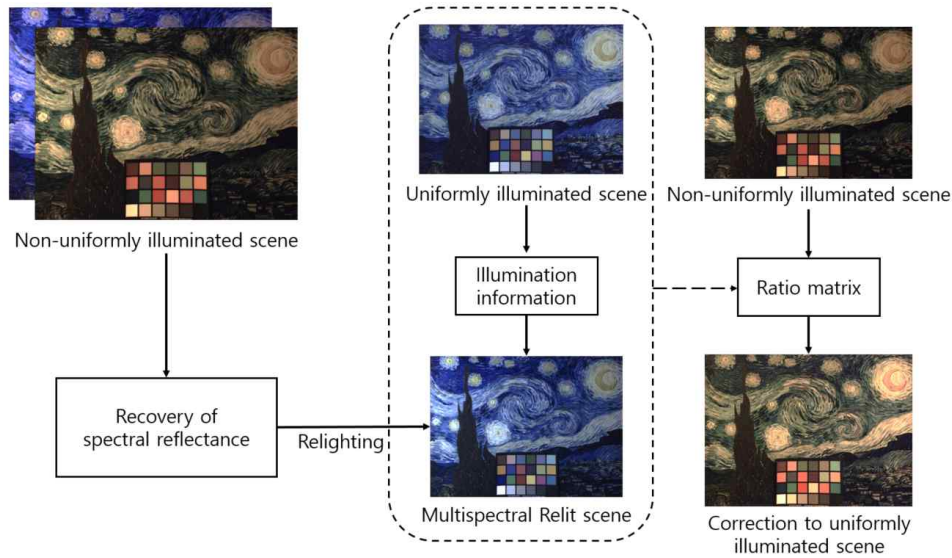 Non-uniformly illuminated scene
Recovery of
spectral reflectance
Relighting
Uniformly illuminated scene
Illumination
information
Multispectral Relit scene
Non-uniformly illuminated scene
Ratio matrix
Correction to uniformly
illuminated scene